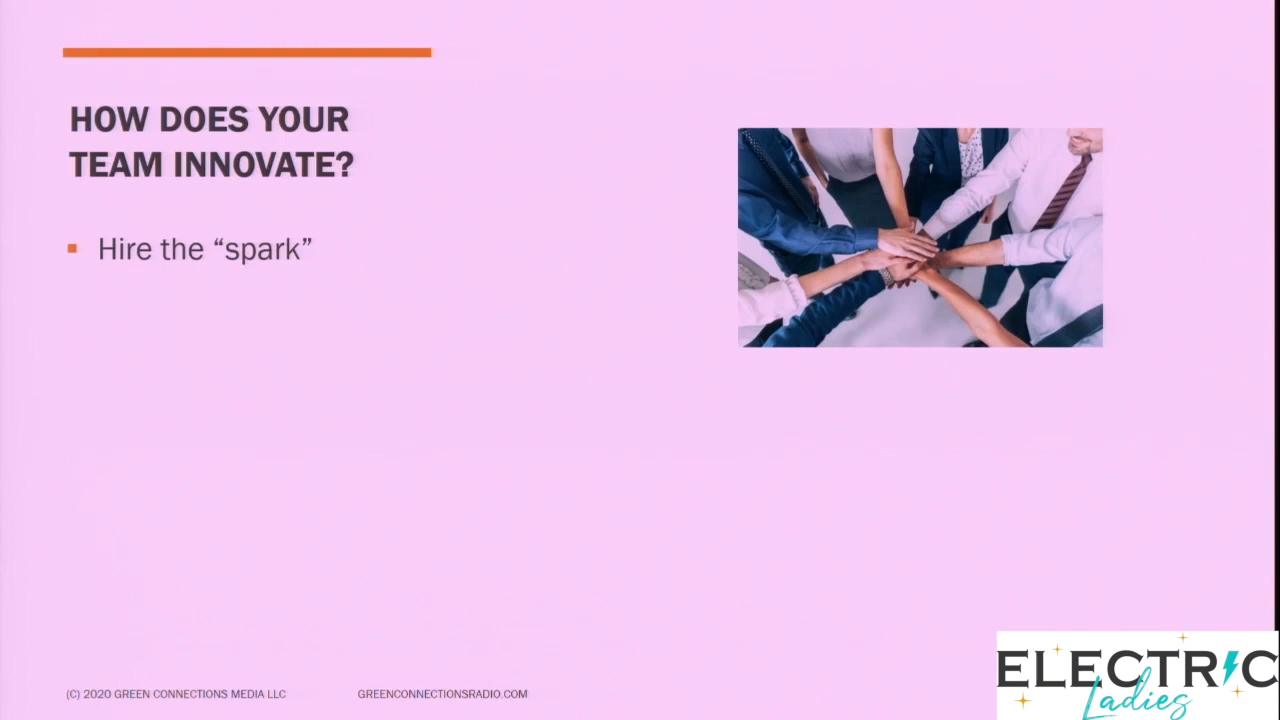 HOW DOES YOUR
TEAM INNOVATE?
Hire the “spark”
(C) 2020 GREEN CONNECTIONS MEDIA LLC
GREENCONNECTIONSRADIO.COM
ELECTRIC
Ladies